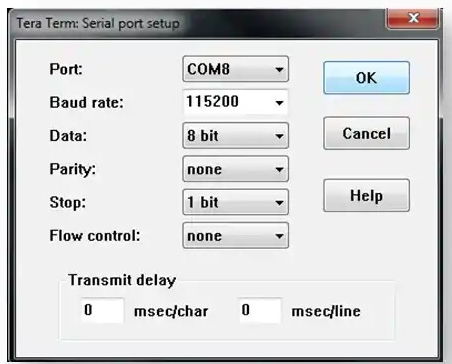 Tera Term: Serial port setup
Port: COM8 OK
Baud rate: 115200
Data: 8 bit Cancel
Parity: none
Stop: 1 bit Help
Flow control: none
Transmit delay
0 msec/char 0 msec/line